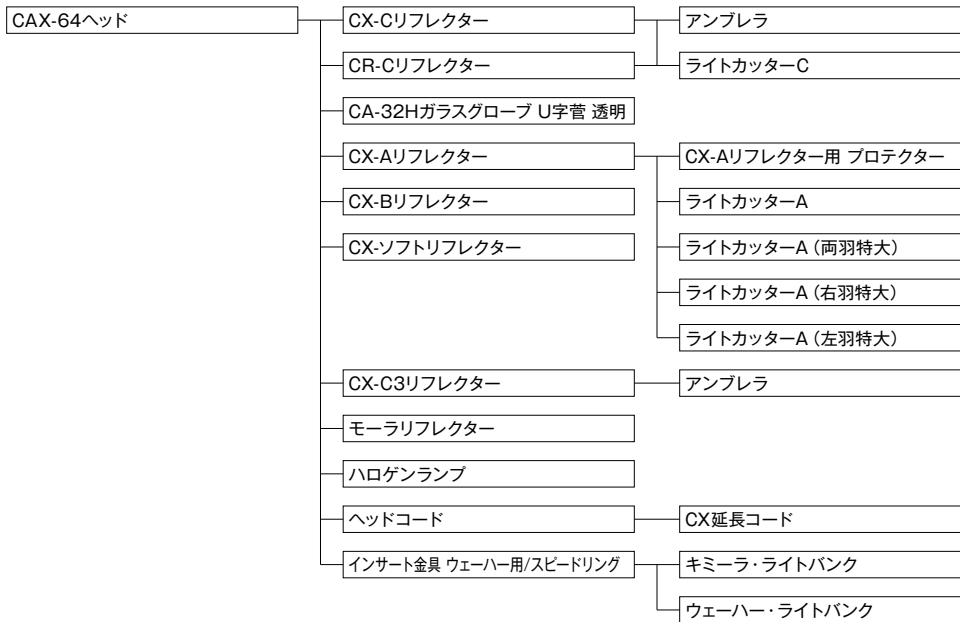 CAX-64ヘッド
CX-Cリフレクター
アンブレラ
CR-Cリフレクター
ライトカッターC
CA-32Hガラスグローブ U字菅 透明
CX-Aリフレクター
CX-Aリフレクター用 プロテクター
CX-Bリフレクター
ライトカッターA
CX-ソフトリフレクター
ライトカッターA（両羽特大）
ライトカッターA（右羽特大）
ライトカッターA（左羽特大）
CX-C3リフレクター
アンブレラ
モーラリフレクター
ハロゲンランプ
ヘッドコード
CX延長コード
インサート金具 ウェーハー用/スピードリング
キミーラ・ライトバンク
ウェーハー・ライトバンク